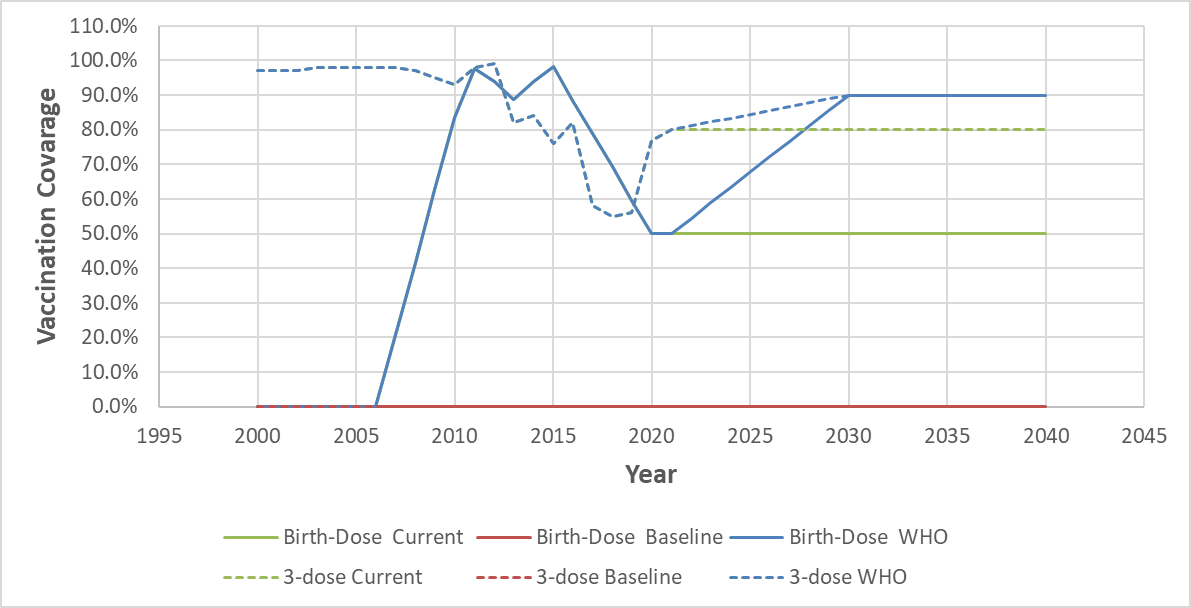 110.0%
100.0%
90.0%
80.0%
70.0%
60.0%
50.0%
40.0%
30.0%
20.0%
10.0%
0.0%
Vaccination Covarage
1995 2000 2005 2010 2015 2020 2025 2030 2035 2040 2045
Year
Birth-Dose Current Birth-Dose Baseline Birth-Dose WHO
3-dose Current 3-dose Baseline 3-dose WHO